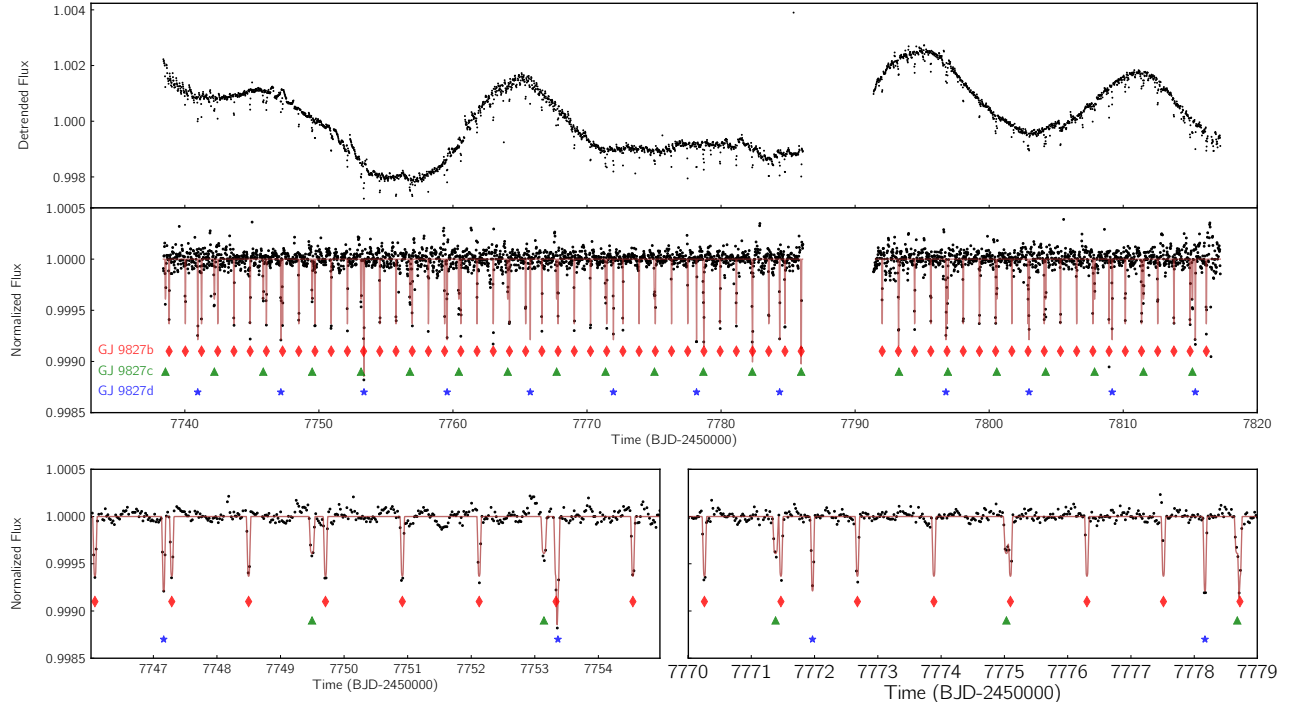 1.004
1.002
1.000
0.998
Detrended Flux
1.0005
1.0000
0.9995
0.9990
0.9985
Normalized Flux
GJ 9827b
GJ 9827c
GJ 9827d
7740 7750 7760 7770 7780 7790 7800 7810 7820
Time (BJD-2450000)
1.0005
1.0000
0.9995
0.9990
0.9985
Normalized Flux
7747 7748 7749 7750 7751 7752 7753 7754
Time (BJD-2450000)
7770 7771 7772 7773 7774 7775 7776 7777 7778 7779
Time (BJD-2450000)